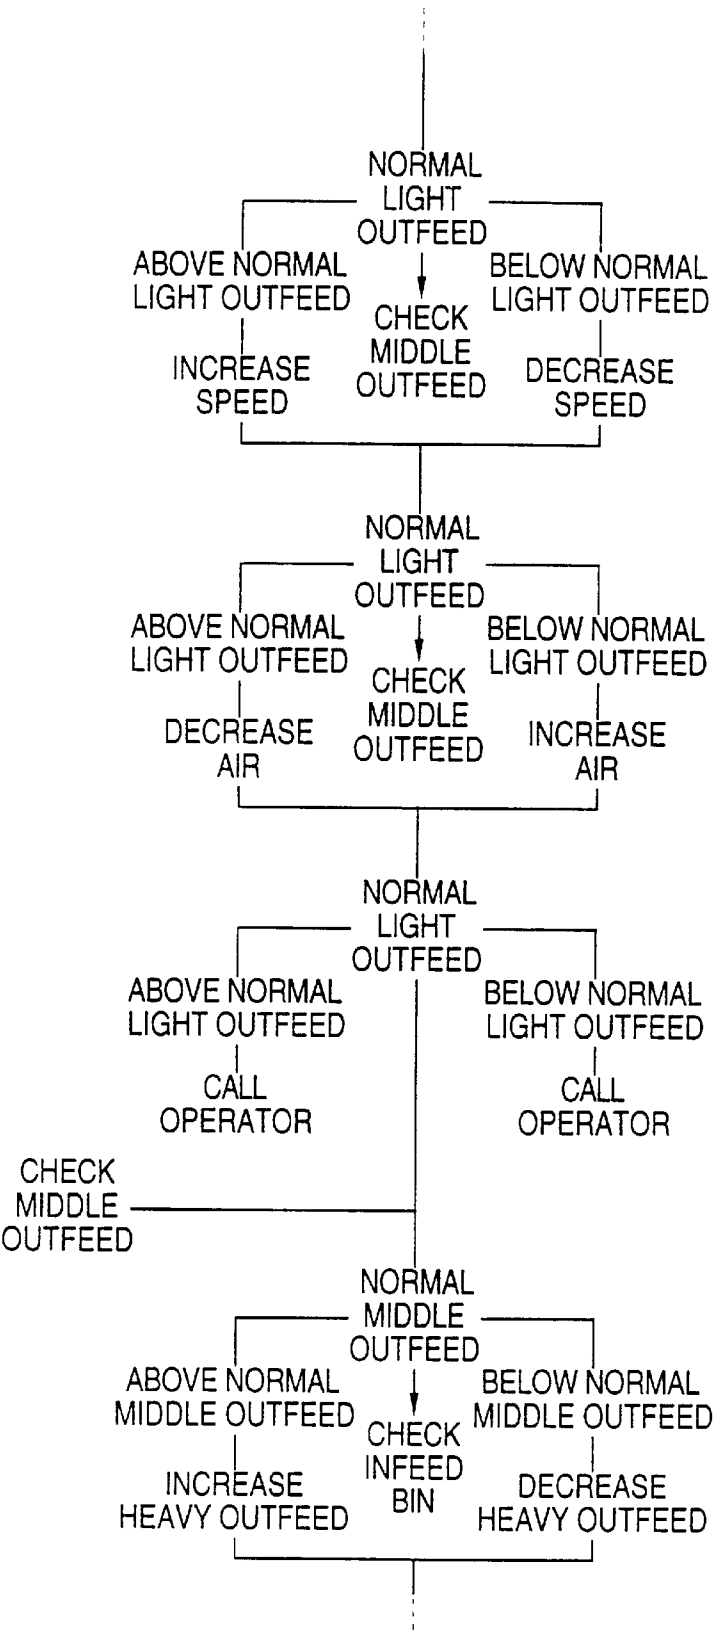 NORMAL
LIGHT
OUTFEED
ABOVE NORMAL
LIGHT OUTFEED
INCREASE
SPEED
CHECK
MIDDLE
OUTFEED
BELOW NORMAL
LIGHT OUTFEED
DECREASE
SPEED
NORMAL
LIGHT
OUTFEED
ABOVE NORMAL
LIGHT OUTFEED
DECREASE
AIR
CHECK
MIDDLE
OUTFEED
BELOW NORMAL
LIGHT OUTFEED
INCREASE
AIR
NORMAL
LIGHT
OUTFEED
ABOVE NORMAL
LIGHT OUTFEED
CALL
OPERATOR
BELOW NORMAL
LIGHT OUTFEED
CALL
OPERATOR
CHECK
MIDDLE
OUTFEED
NORMAL
MIDDLE
OUTFEED
ABOVE NORMAL
MIDDLE OUTFEED
INCREASE
HEAVY OUTFEED
CHECK
INFEED
BIN
BELOW NORMAL
MIDDLE OUTFEED
DECREASE
HEAVY OUTFEED